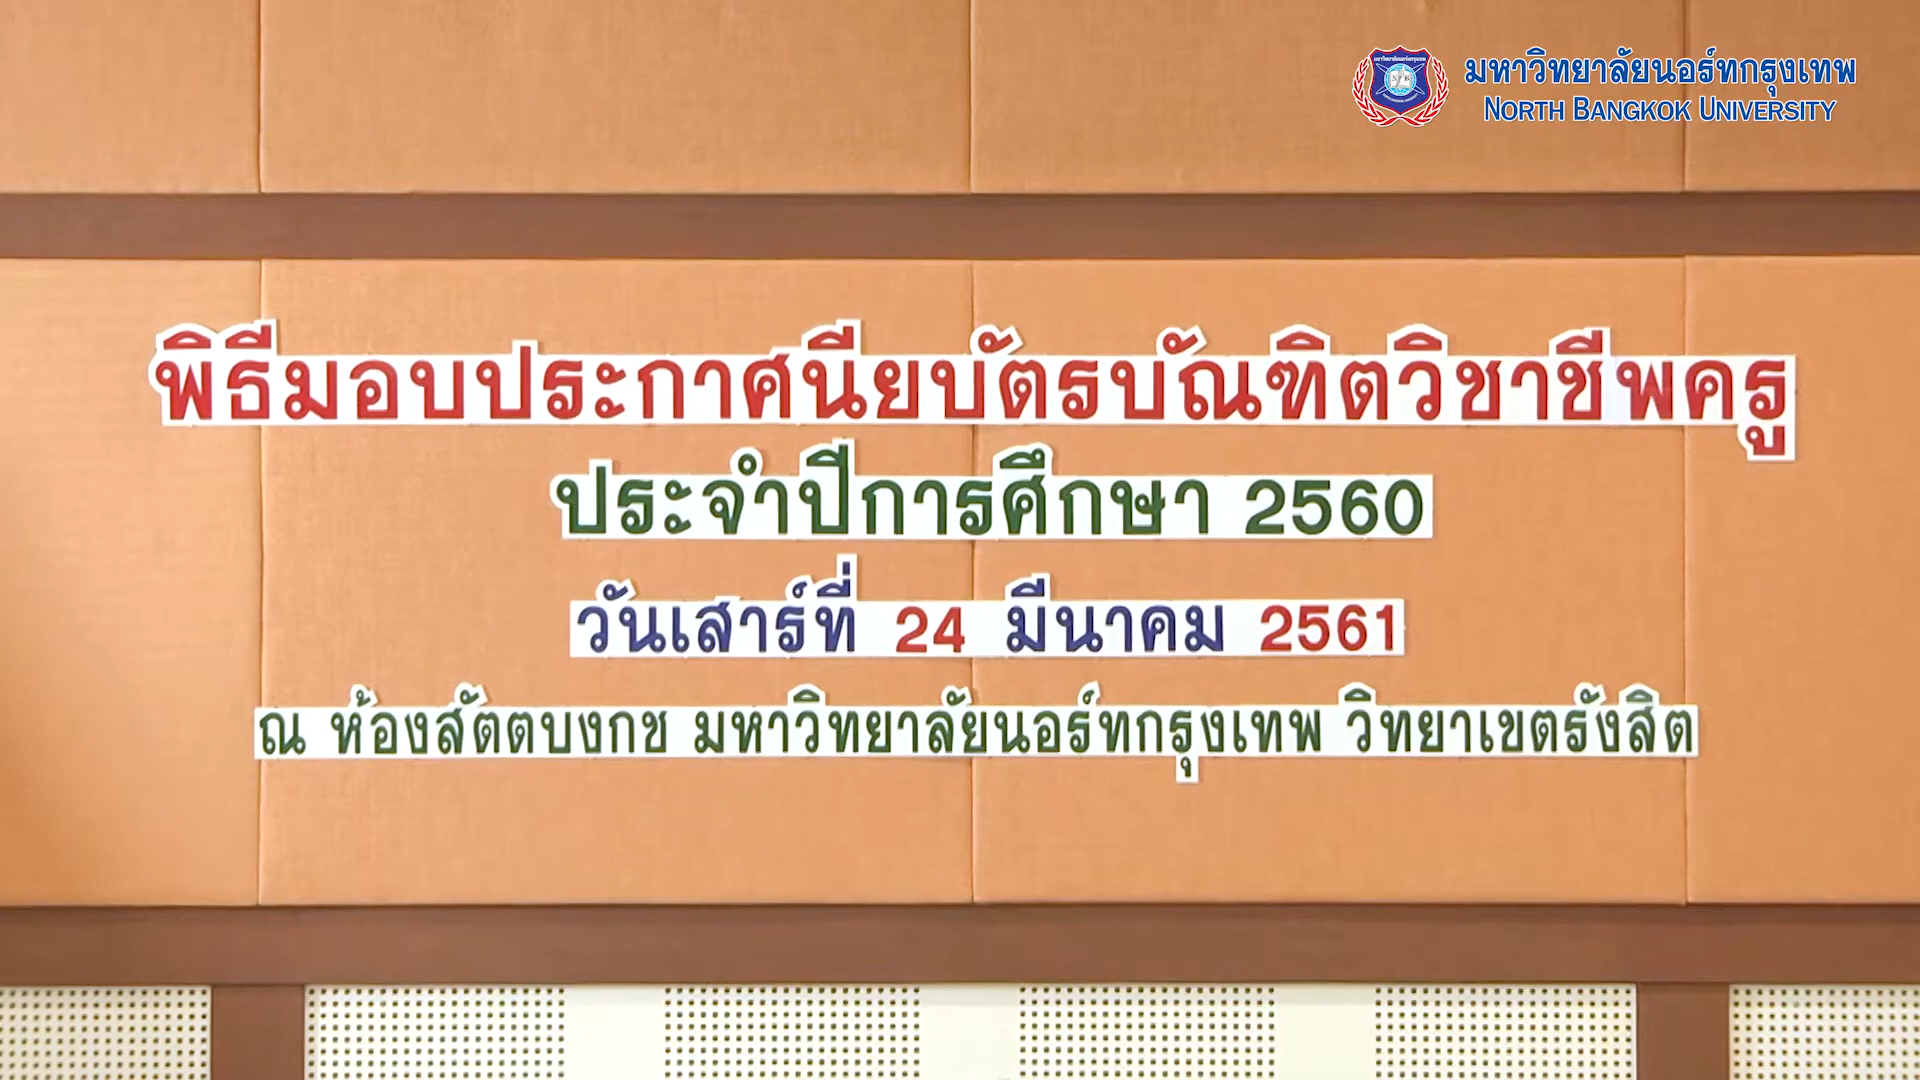 มหาวิทยาลัยนอร์ทกรุงเทพ
NORTH BANGKOK UNIVERSITY
พิธีมอบประกาศนียบัตรบัณฑิตวิชาชีพครู
ประจำปีการศึกษา 2560
วันเสาร์ที่ 24 มีนาคม 2561
ณ ห้องสัตตบงกช มหาวิทยาลัยนอร์ทกรุงเทพ วิทยาเขตรังสิต